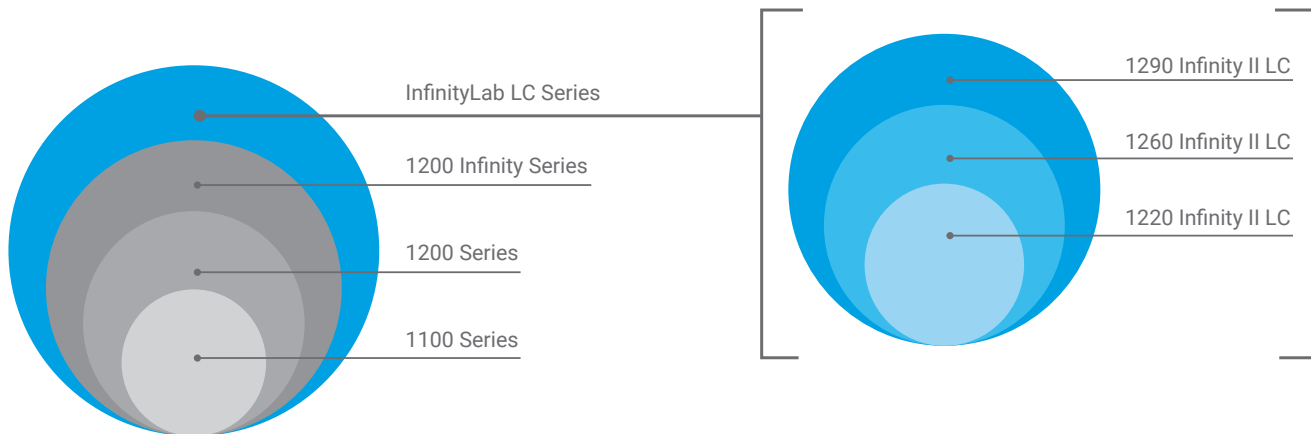 InfinityLab LC Series
1200 Infinity Series
1200 Series
1100 Series
1290 Infinity II LC
1260 Infinity II LC
1220 Infinity II LC